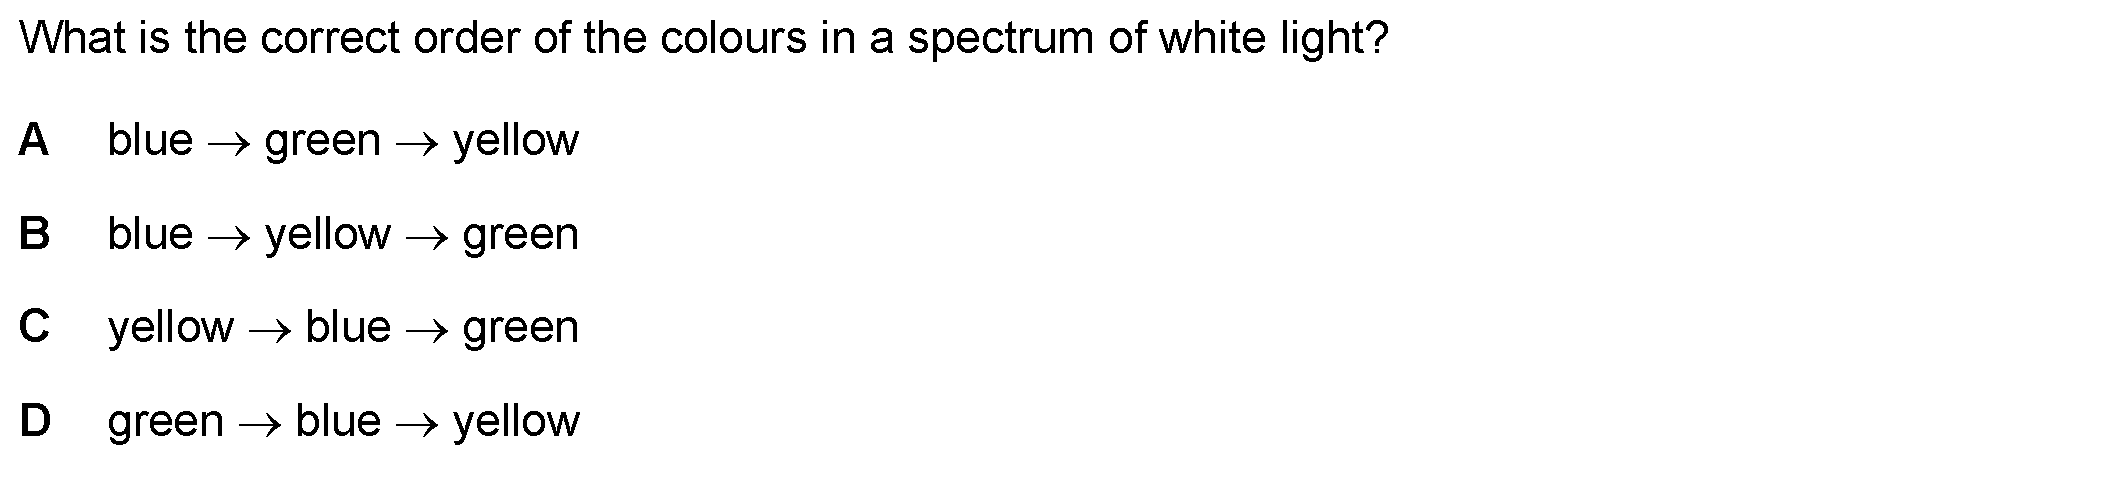 What is the correct order of the colours in a spectrum of white light?
A blue → green → yellow
B blue → yellow → green
C yellow → blue → green
D green → blue → yellow